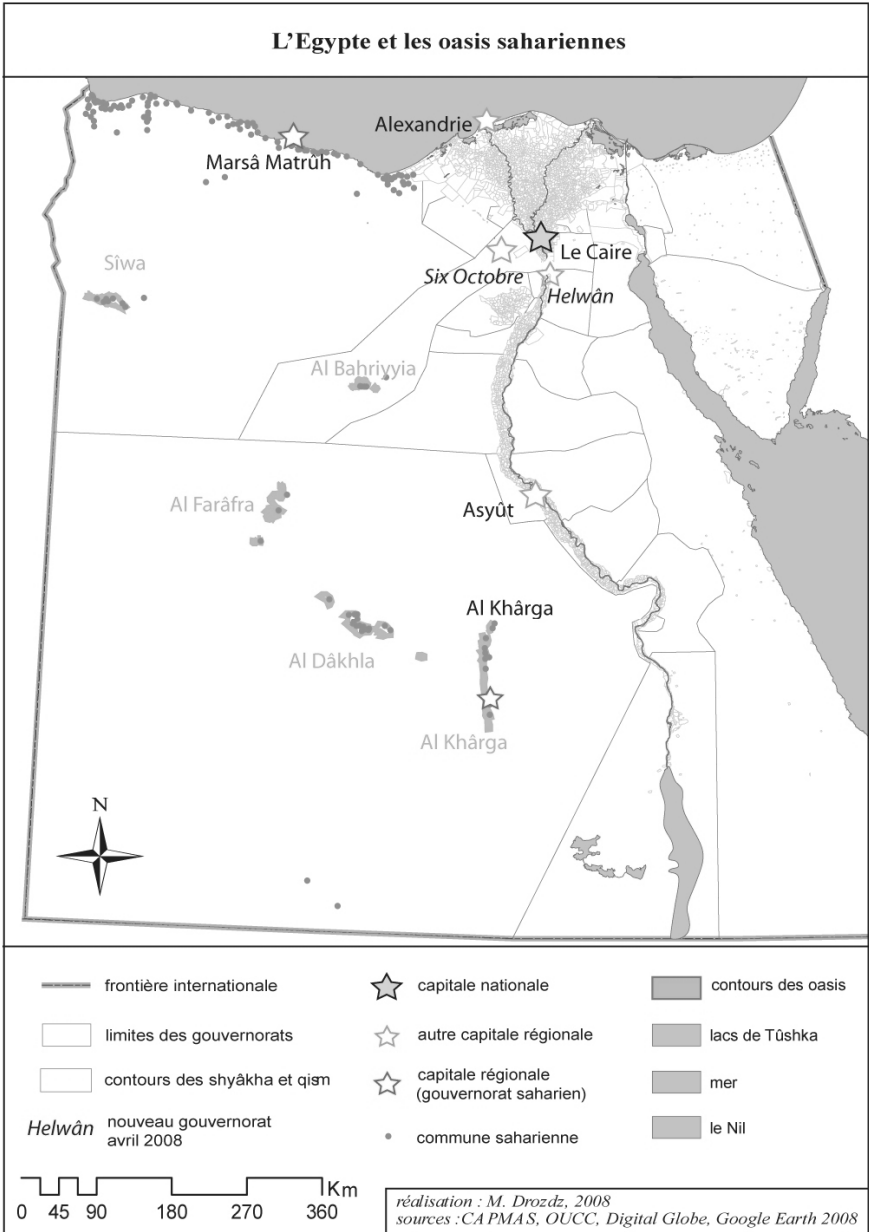 L'Egypte et les oasis sahariennes
Alexandrie
Marsâ Matrûh
Le Caire
Sîwa
Six Octobre
Helwân
Al Bahriyyia
Al Farâfra
Asyût
Al Khârga
Al Dâkhla
Al Khârga
N
frontière internationale
limites des gouvernorats
contours des shyâkha et qism
Helwân nouveau gouvernorat
avril 2008
capitale nationale
autre capitale régionale
capitale régionale
(gouvernorat saharien)
commune saharienne
contours des oasis
lacs de Tûshka
mer
le Nil
Km
0 45 90 180 270 360
réalisation : M. Drozdz, 2008
sources :CAPMAS, OUCC, Digital Globe, Google Earth 2008